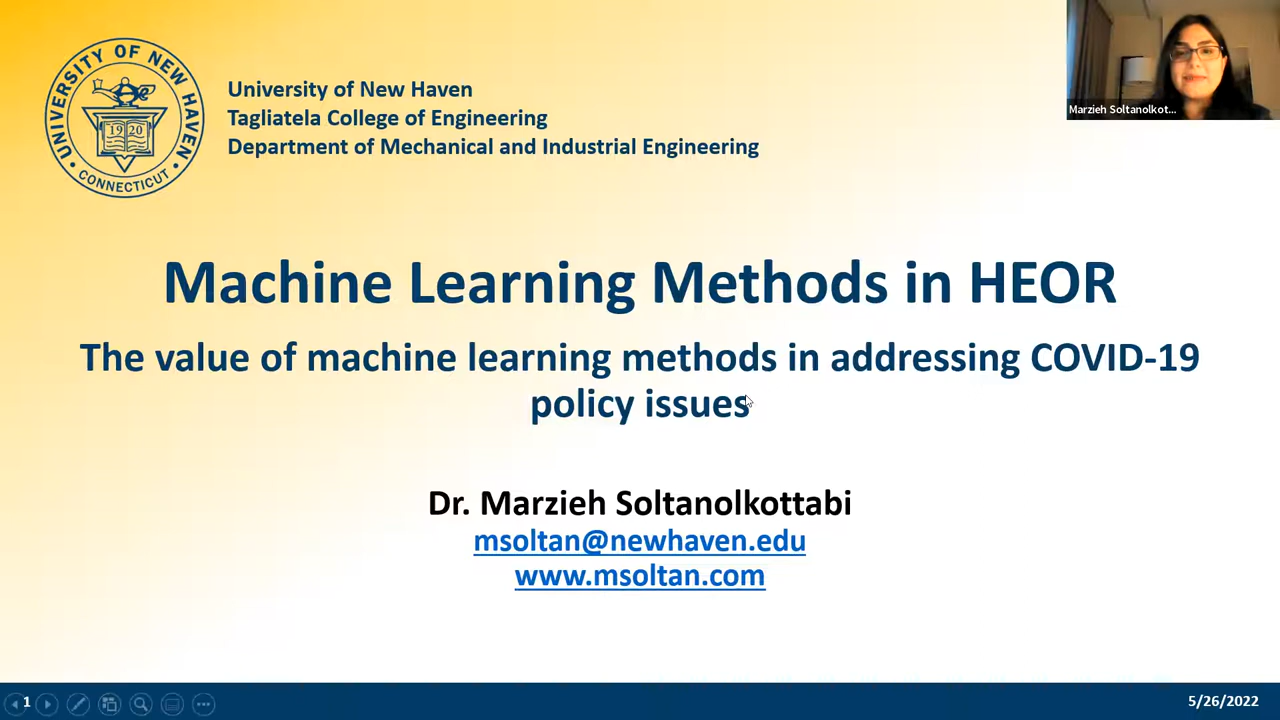 UNIVERSITY OF NEW HAVEN
1920
CONNECTICUT
University of New Haven
Tagliatela College of Engineering
Department of Mechanical and Industrial Engineering
Marzieh Soltanolkot...
Machine Learning Methods in HEOR
The value of machine learning methods in addressing COVID-19
policy issues
Dr. Marzieh Soltanolkottabi
msoltan@newhaven.edu
www.msoltan.com
1
5/26/2022